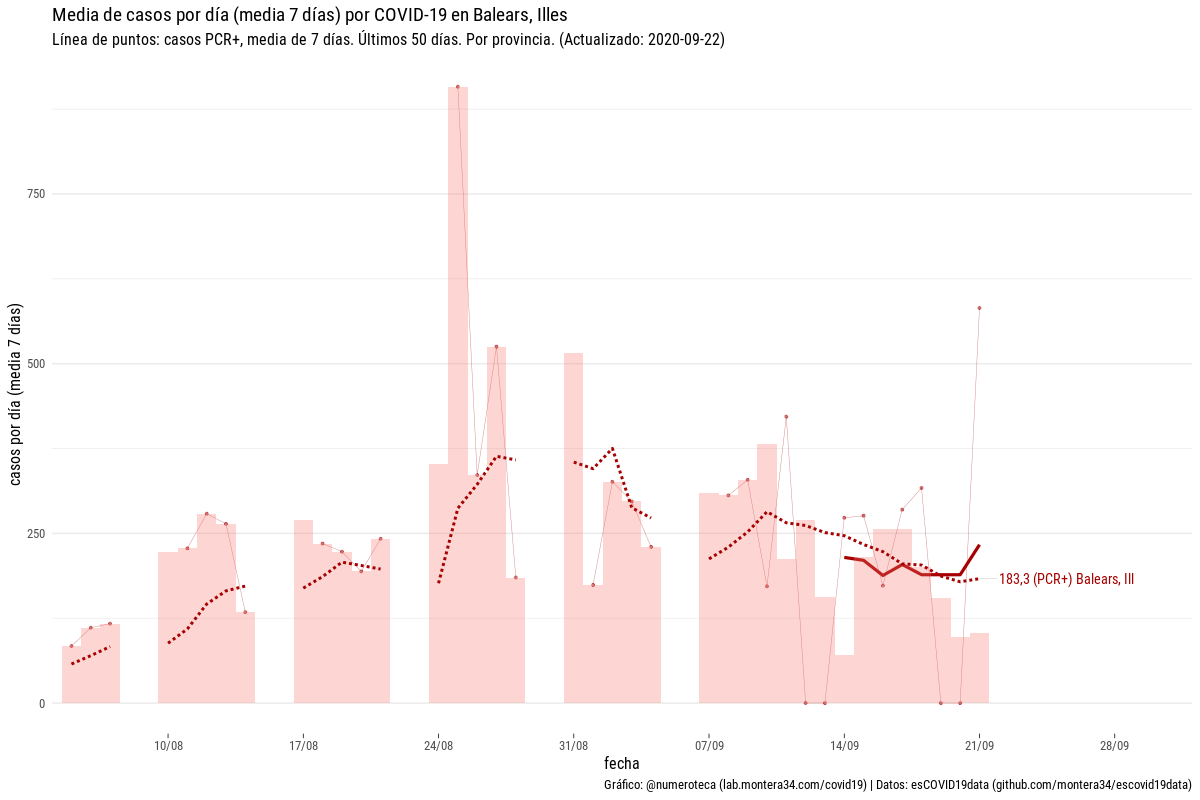 Media de casos por día (media 7 días) por COVID-19 en Balears, Illes
Línea de puntos: casos PCR+, media de 7 días. Últimos 50 días. Por provincia. (Actualizado: 2020-09-22)
casos por día (media 7 días)
750
500
250
0
183,3 (PCR+) Balears, Ill
10/08
17/08
24/08
31/08
07/09
14/09
21/09
28/09
fecha
Gráfico: @numeroteca (lab.montera34.com/covid19) | Datos: esCOVID19data (github.com/montera34/escovid19data)